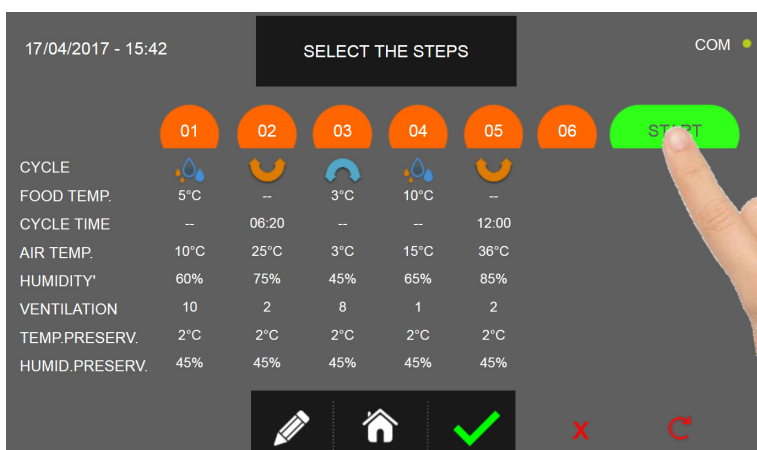 17/04/2017 - 15:42
SELECT THE STEPS
COM
01 02 03 04 05 06 START
CYCLE
FOOD TEMP. 5°C -- 3°C 10°C --
CYCLE TIME -- 06:20 -- -- 12:00
AIR TEMP. 10°C 25°C 3°C 15°C 36°C
HUMIDITY' 60% 75% 45% 65% 85%
VENTILATION 10 2 8 1 2
TEMP.PRESERV. 2°C 2°C 2°C 2°C 2°C
HUMID.PRESERV. 45% 45% 45% 45% 45%
X